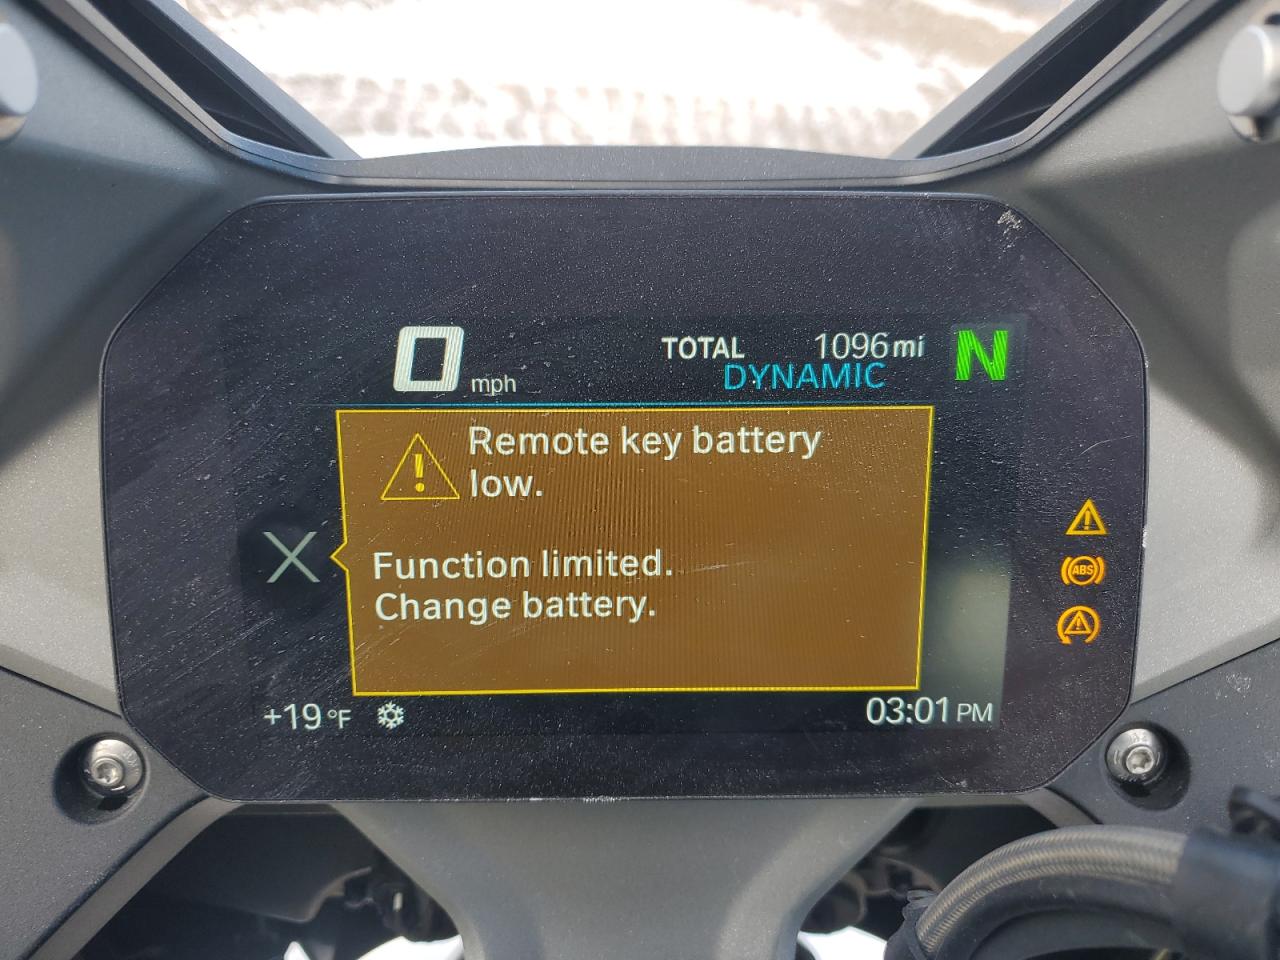 0 mph
TOTAL 1096 mi
DYNAMIC
N
Remote key battery
low.
Function limited.
Change battery.
ABS
+19 °F
03:01 PM